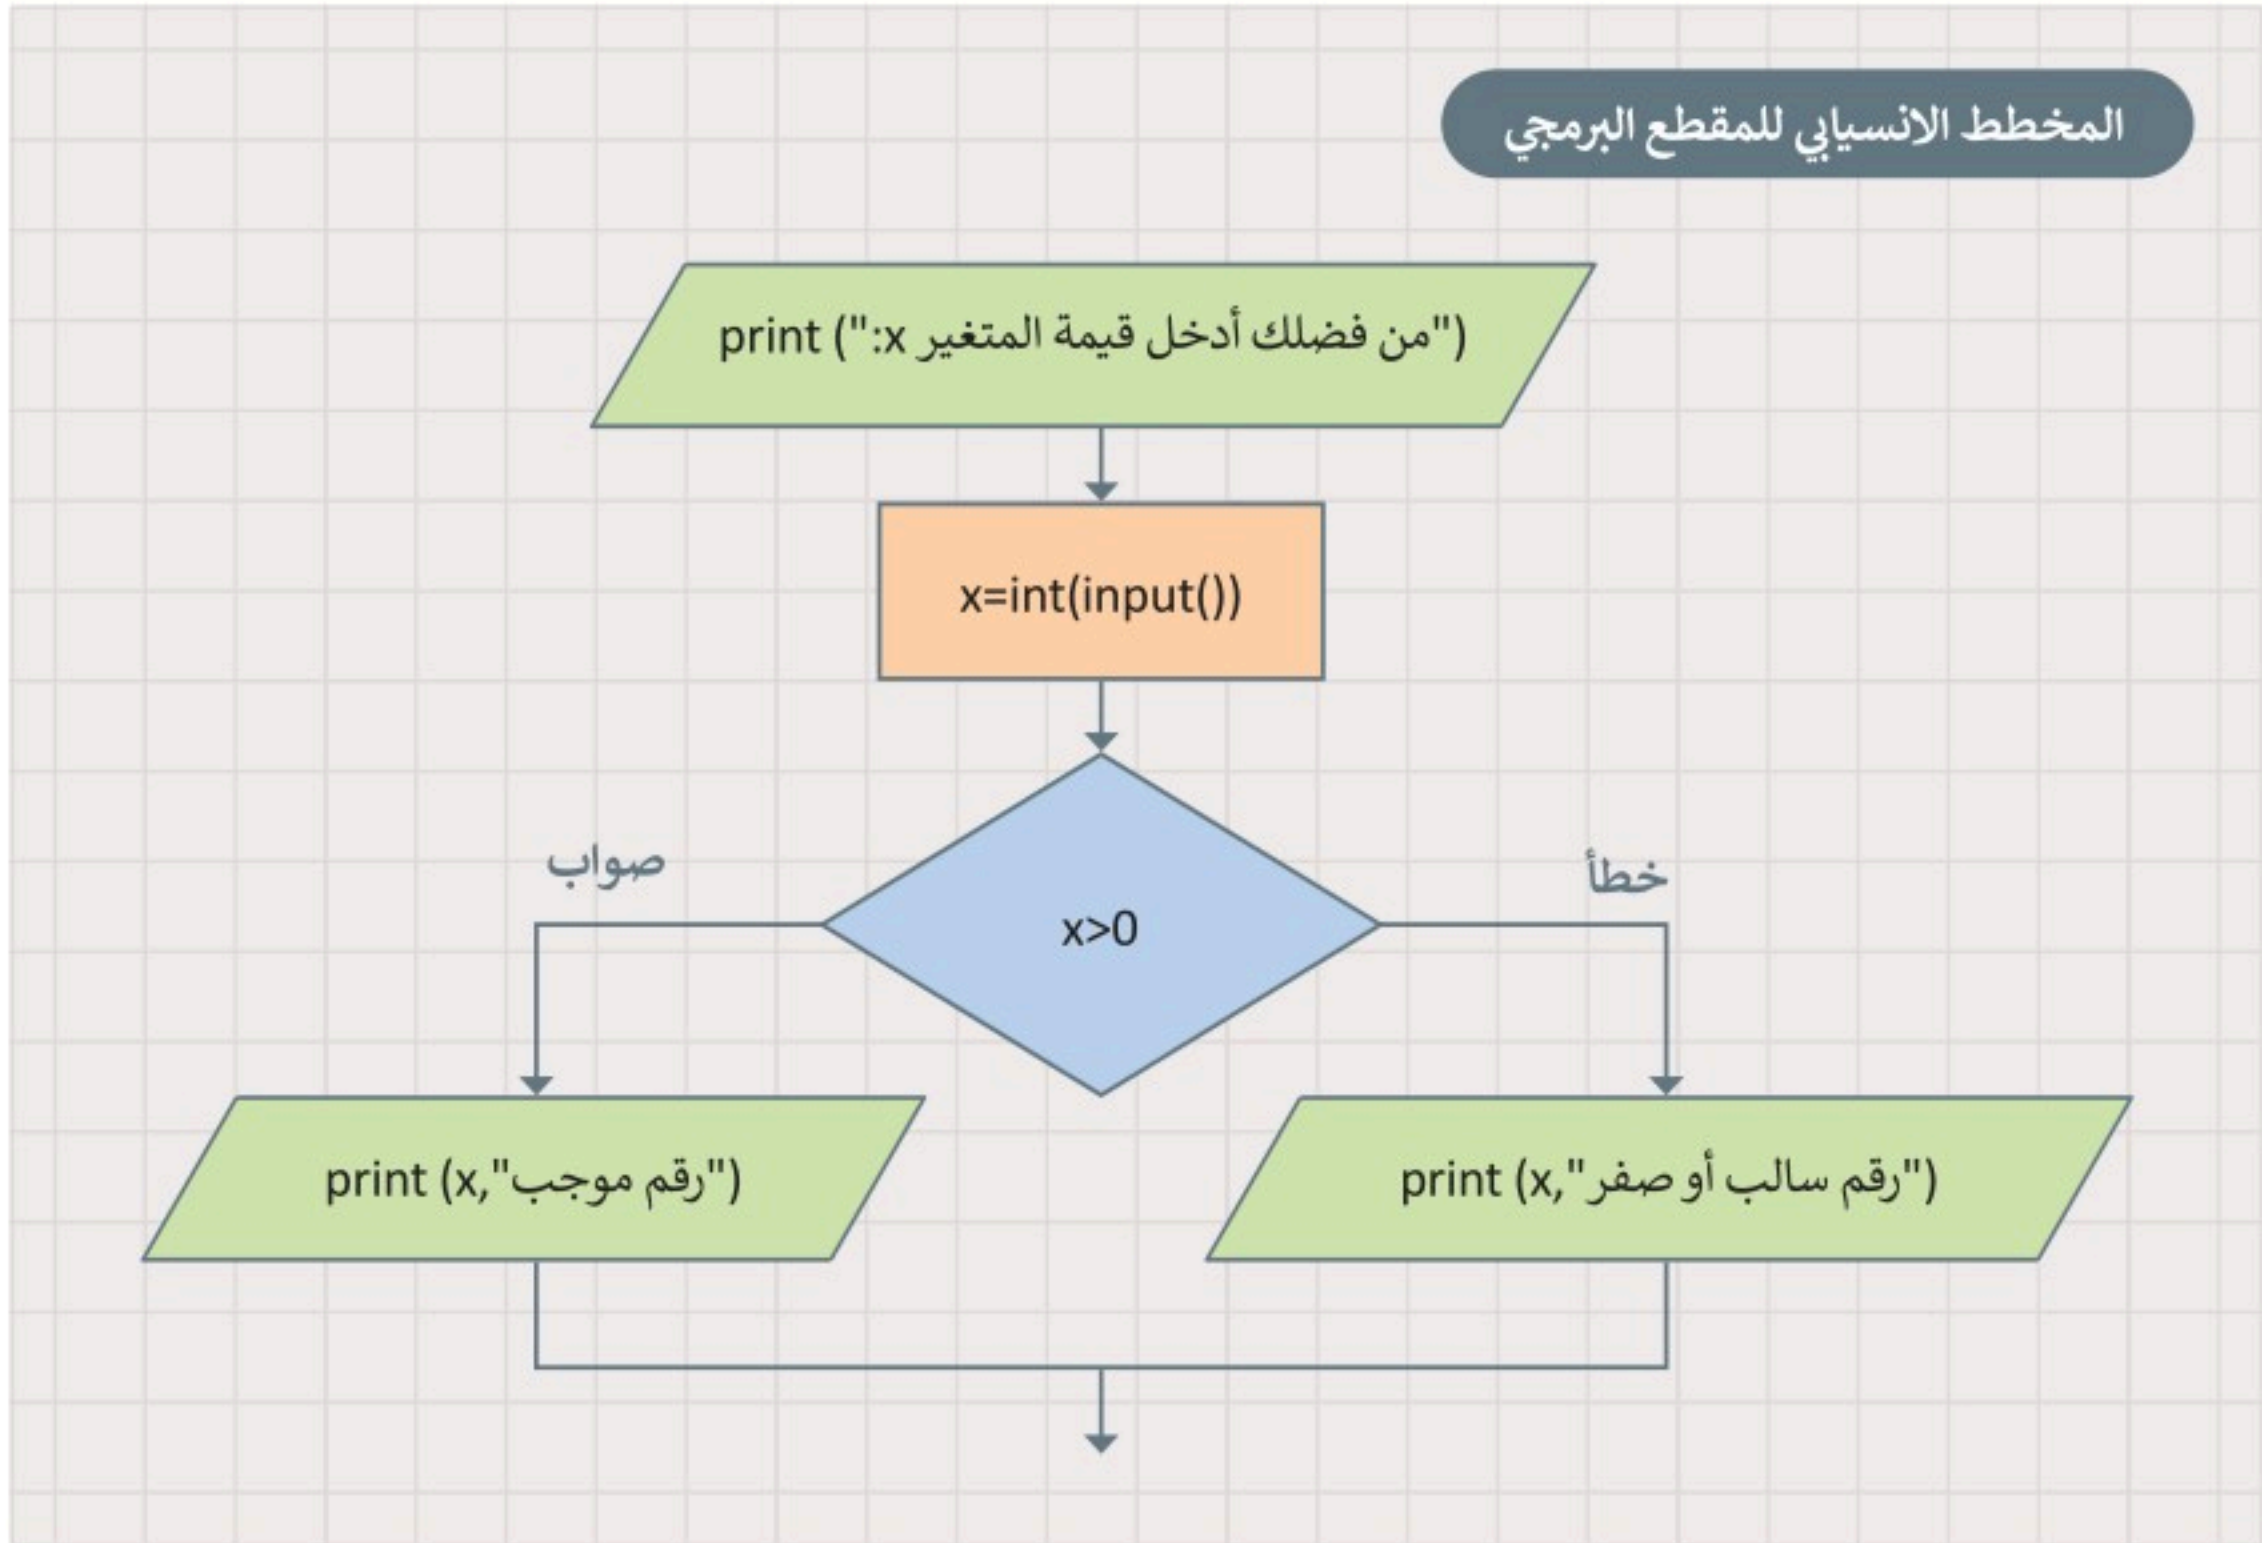 المخطط الانسيابي للمقطع البرمجي
print ("من فضلك أدخل قيمة المتغير x:")
x=int(input())
صواب
خطأ
x>0
print (x,"رقم موجب")
print (x,"رقم سالب أو صفر")